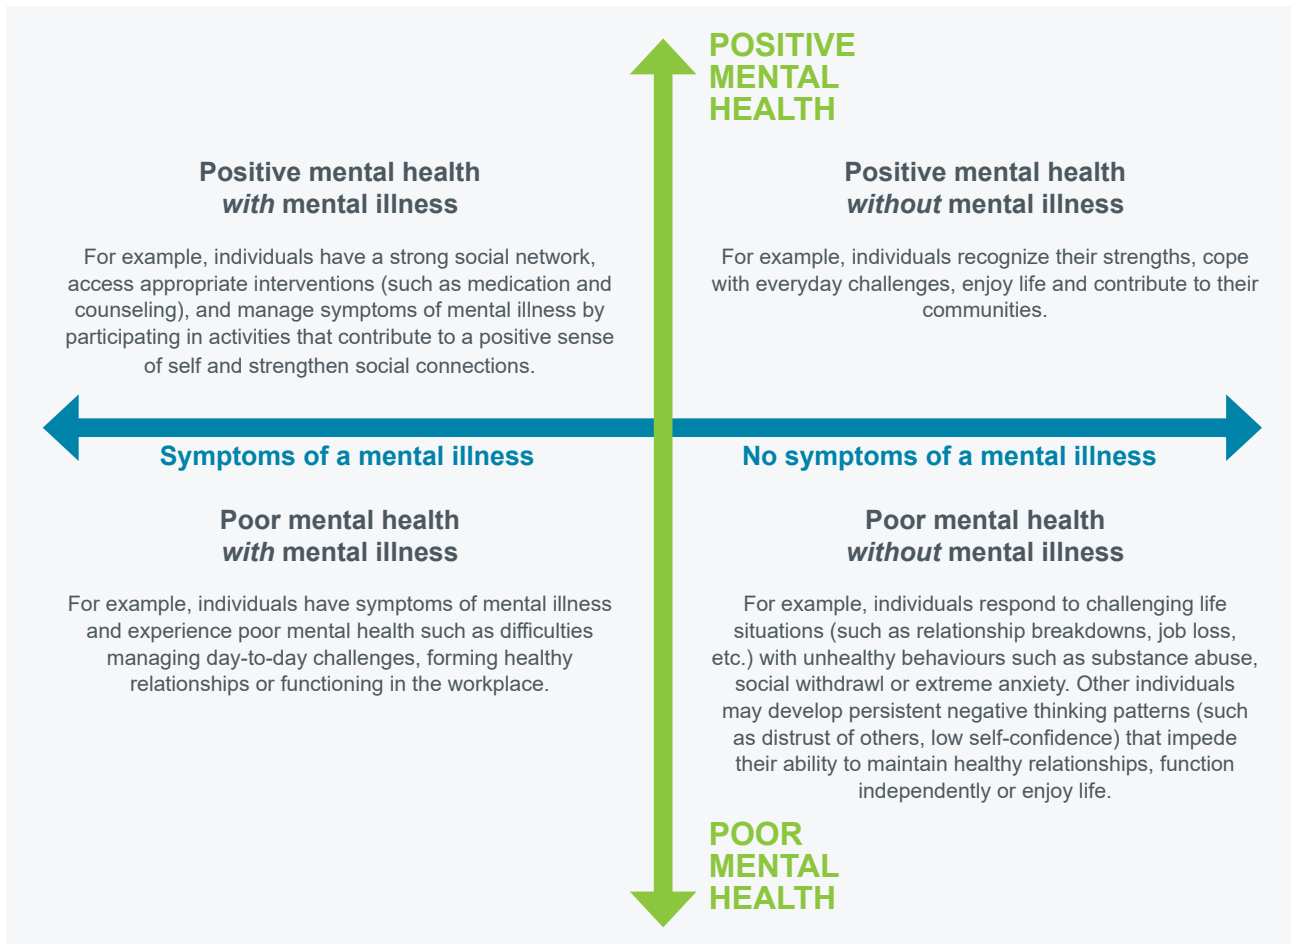 POSITIVE
MENTAL
HEALTH
Positive mental health
with mental illness
For example, individuals have a strong social network,
access appropriate interventions (such as medication and
counseling), and manage symptoms of mental illness by
participating in activities that contribute to a positive sense
of self and strengthen social connections.
Positive mental health
without mental illness
For example, individuals recognize their strengths, cope
with everyday challenges, enjoy life and contribute to their
communities.
Symptoms of a mental illness
No symptoms of a mental illness
Poor mental health
with mental illness
For example, individuals have symptoms of mental illness
and experience poor mental health such as difficulties
managing day-to-day challenges, forming healthy
relationships or functioning in the workplace.
Poor mental health
without mental illness
For example, individuals respond to challenging life
situations (such as relationship breakdowns, job loss,
etc.) with unhealthy behaviours such as substance abuse,
social withdrawl or extreme anxiety. Other individuals
may develop persistent negative thinking patterns (such
as distrust of others, low self-confidence) that impede
their ability to maintain healthy relationships, function
independently or enjoy life.
POOR
MENTAL
HEALTH